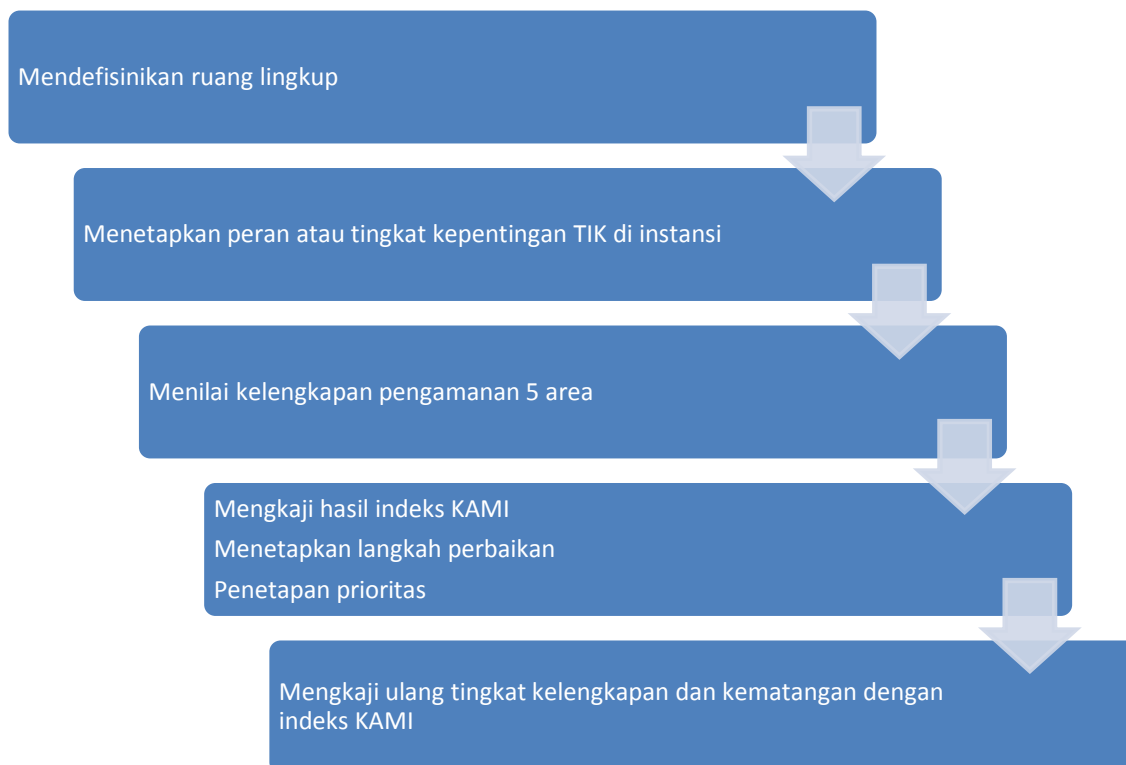 Mendefisinikan ruang lingkup
Menetapkan peran atau tingkat kepentingan TIK di instansi
Menilai kelengkapan pengamanan 5 area
Mengkaji hasil indeks KAMI
Menetapkan langkah perbaikan
Penetapan prioritas
Mengkaji ulang tingkat kelengkapan dan kematangan dengan
indeks KAMI